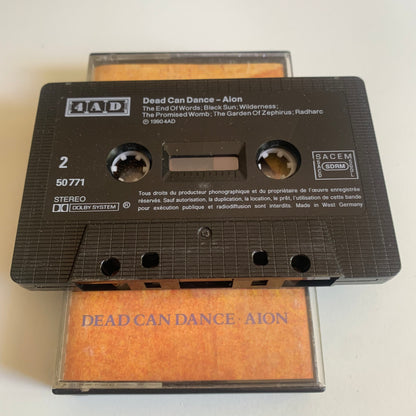 4AD
Dead Can Dance – Aion
The End Of Words; Black Sun; Wilderness;
The Promised Womb; The Garden Of Zephirus; Radharc
℗ 1990 4AD
2
50 771
STEREO
DOLBY SYSTEM ®
SACEM
SDRM
Tous droits du producteur phonographique et du propriétaire de l'œuvre enregistrée
réservés. Sauf autorisation, la duplication, la location, le prêt, l'utilisation de cette bande
pour exécution publique et radiodiffusion sont interdits. Made in West Germany
DEAD CAN DANCE · AION